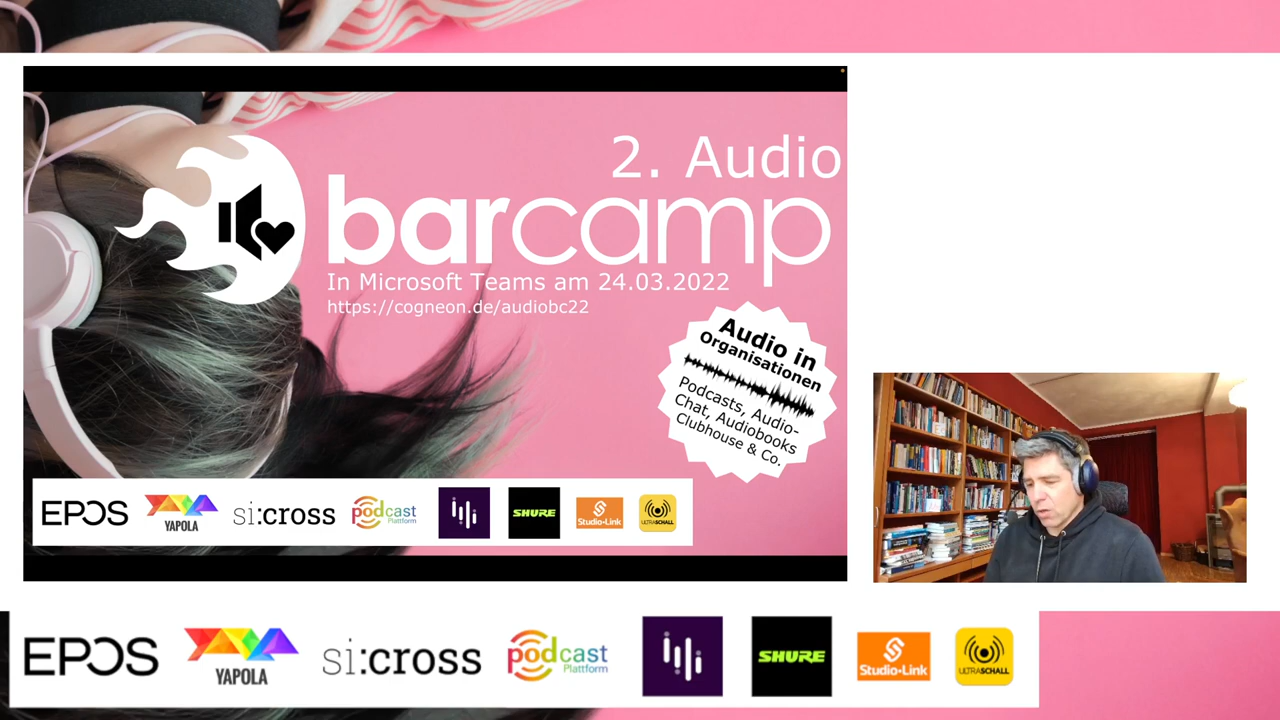 2. Audio
barcamp
In Microsoft Teams am 24.03.2022
https://cogneon.de/audiobc22
Audio in
Organisationen
Podcasts, Audio-
Chat, Audiobooks
Clubhouse & Co.
EPOS
YAPOLA
si:cross
podcast
Plattform
SHURE
Studio-Link
ULTRASCHALL
EPOS
YAPOLA
si:cross
podcast
Plattform
SHURE
Studio-Link
ULTRASCHALL